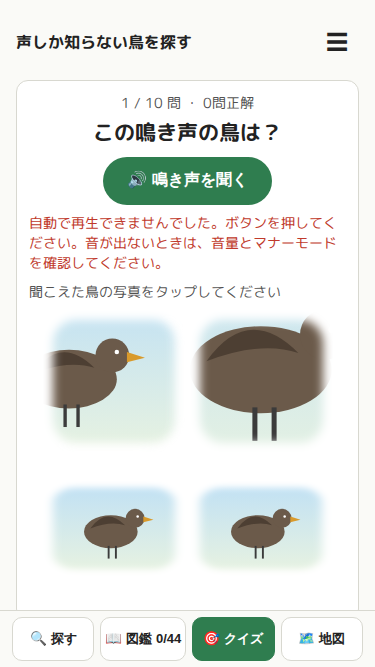 声しか知らない鳥を探す
1 / 10 問 · 0問正解
この鳴き声の鳥は？
🔊 鳴き声を聞く
自動で再生できませんでした。ボタンを押してく
ださい。音が出ないときは、音量とマナーモード
を確認してください。
聞こえた鳥の写真をタップしてください
🔍 探す
📖 図鑑 0/44
🎯 クイズ
🗺️ 地図